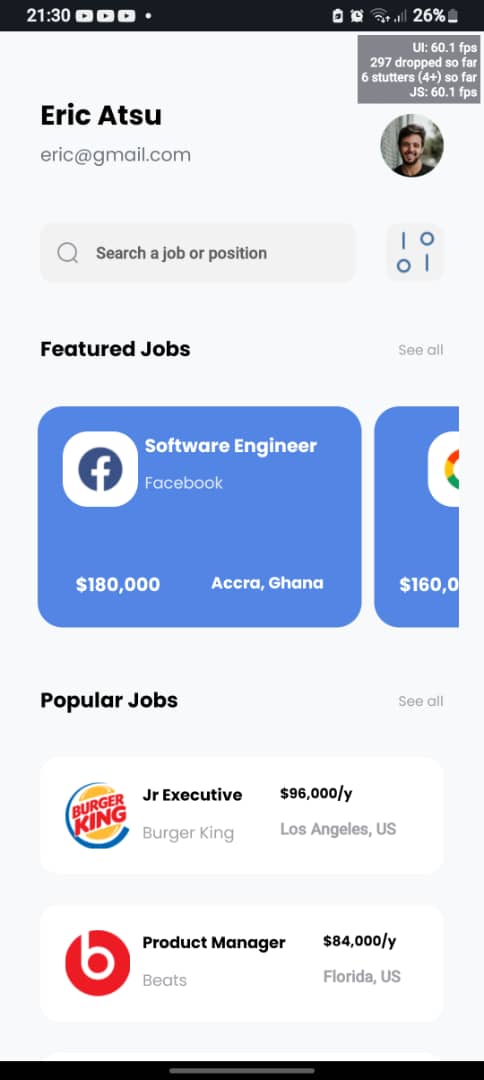 21:30
26%
UI: 60.1 fps
297 dropped so far
6 stutters (4+) so far
JS: 60.1 fps
Eric Atsu
eric@gmail.com
Search a job or position
Featured Jobs
See all
Software Engineer
Facebook
$180,000
Accra, Ghana
$160,0
Popular Jobs
See all
BURGER
KING
Jr Executive
$96,000/y
Burger King
Los Angeles, US
Product Manager
$84,000/y
Beats
Florida, US